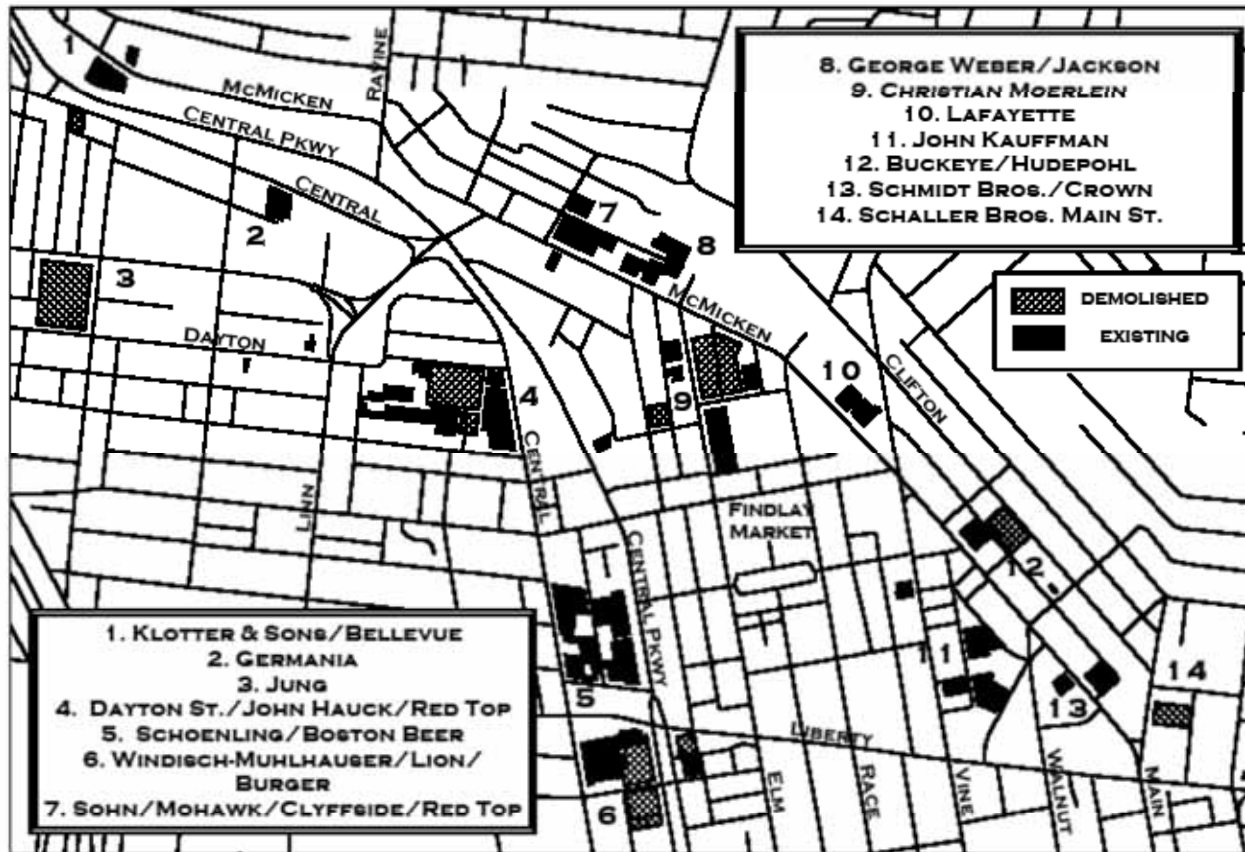 8. GEORGE WEBER/JACKSON
9. CHRISTIAN MOERLEIN
10. LAFAYETTE
11. JOHN KAUFFMAN
12. BUCKEYE/HUDEPOHL
13. SCHMIDT BROS./CROWN
14. SCHALLER BROS. MAIN ST.
DEMOLISHED
EXISTING
1
RAVINE
MCMICKEN
CENTRAL PKWY
CENTRAL
2
7
8
3
MCMICKEN
DAYTON
10
CLIFTON
4
9
CENTRAL
LINN
FINDLAY
MARKET
CENTRAL PKWY
12
11
14
5
13
LIBERTY
6
ELM
RACE
VINE
WALNUT
MAIN
1. KLOTTER & SONS/BELLEVUE
2. GERMANIA
3. JUNG
4. DAYTON ST./JOHN HAUCK/RED TOP
5. SCHOENLING/BOSTON BEER
6. WINDISCH-MUHLHAUSER/LION/
BURGER
7. SOHN/MOHAWK/CLYFFSIDE/RED TOP